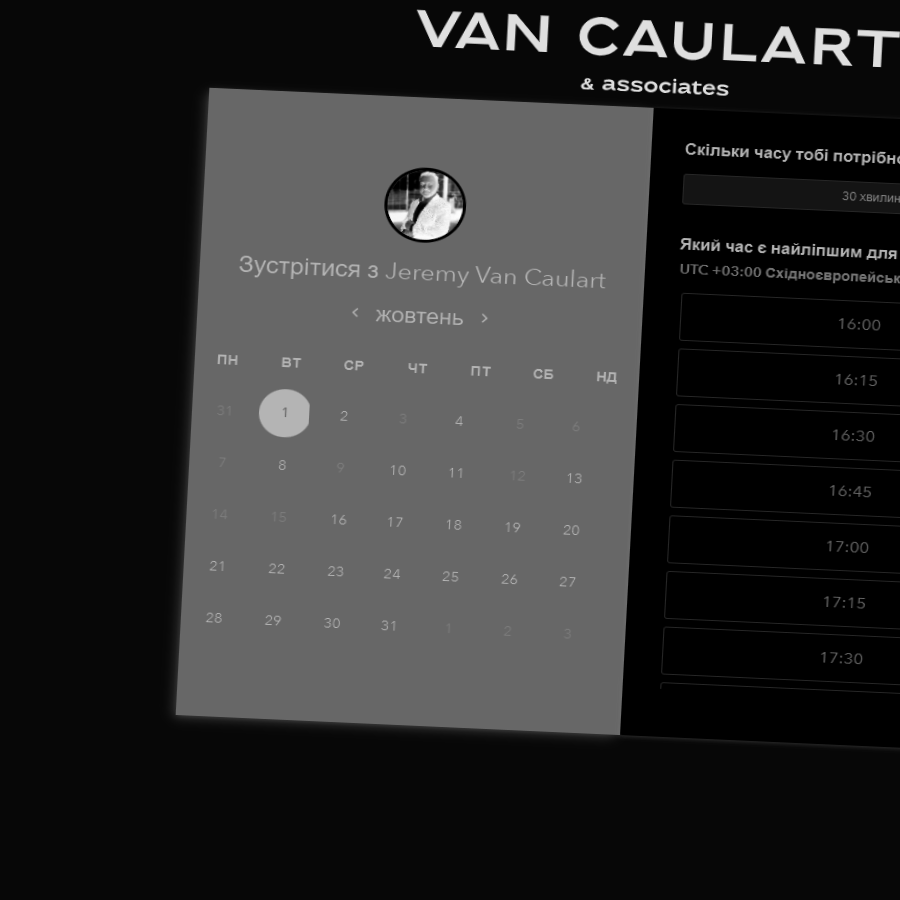 VAN CAULART
& associates
Зустрітися з Jeremy Van Caulart
‹ жовтень ›
ПН ВТ СР ЧТ ПТ СБ НД
31 1 2 3 4 5 6
7 8 9 10 11 12 13
14 15 16 17 18 19 20
21 22 23 24 25 26 27
28 29 30 31 1 2 3
Скільки часу тобі потрібно
30 хвилин
Який час є найліпшим для
UTC +03:00 Східноєвропейськ
16:00
16:15
16:30
16:45
17:00
17:15
17:30